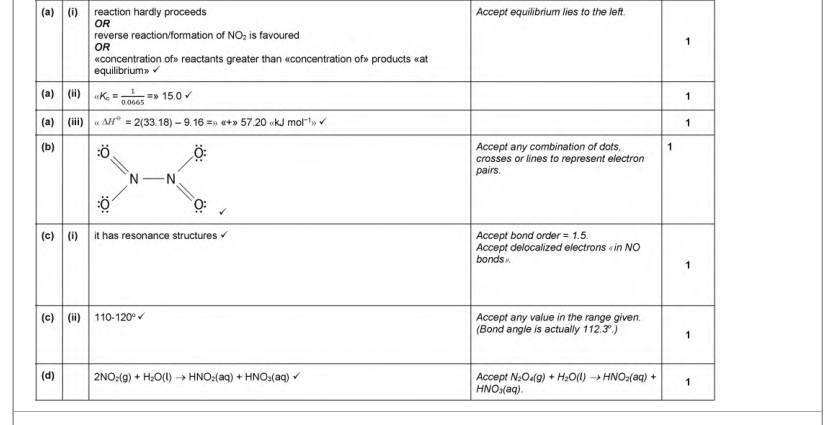 (a) (i) reaction hardly proceeds Accept equilibrium lies to the left.
OR
reverse reaction/formation of NO₂ is favoured
OR
1
«concentration of» reactants greater than «concentration of» products «at
equilibrium» ✓
(a) (ii) «Kc = 1/0.0665 =» 15.0 ✓ 1
(a) (iii) « ΔH⊖ = 2(33.18) – 9.16 =» «+» 57.20 «kJ mol⁻¹» ✓ 1
(b) Accept any combination of dots, 1
crosses or lines to represent electron
pairs.
:Ö Ö:
N — N
:Ö O: ✓
(c) (i) it has resonance structures ✓ Accept bond order = 1.5.
Accept delocalized electrons «in NO
bonds».
1
(c) (ii) 110-120° ✓ Accept any value in the range given.
(Bond angle is actually 112.3°.)
1
(d) 2NO₂(g) + H₂O(l) → HNO₂(aq) + HNO₃(aq) ✓ Accept N₂O₄(g) + H₂O(l) → HNO₂(aq) +
HNO₃(aq).
1